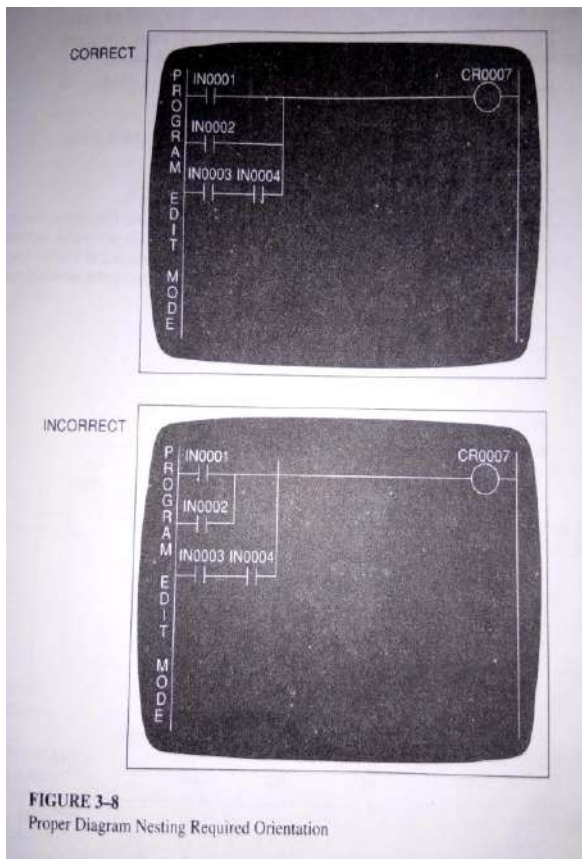 CORRECT
PROGRAM EDIT MODE
IN0001 CR0007
IN0002
IN0003 IN0004
INCORRECT
PROGRAM EDIT MODE
IN0001 CR0007
IN0002
IN0003 IN0004
FIGURE 3–8
Proper Diagram Nesting Required Orientation